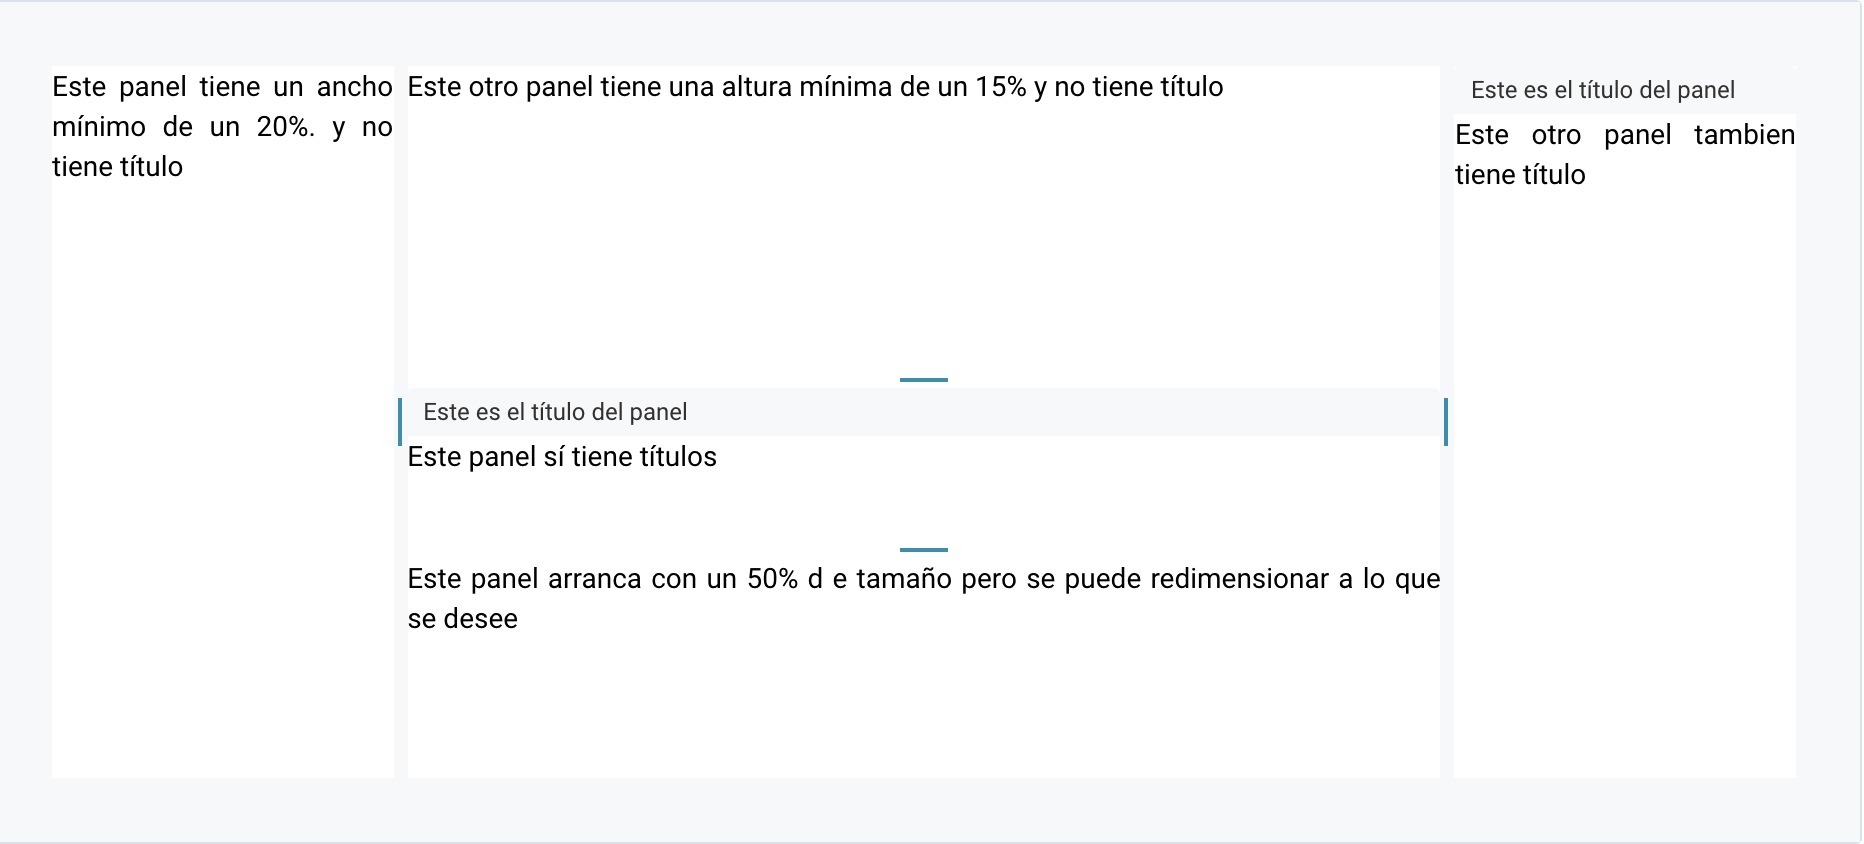 Este panel tiene un ancho
mínimo de un 20%. y no
tiene título
Este otro panel tiene una altura mínima de un 15% y no tiene título
Este es el título del panel
Este panel sí tiene títulos
Este panel arranca con un 50% d e tamaño pero se puede redimensionar a lo que
se desee
Este es el título del panel
Este otro panel tambien
tiene título